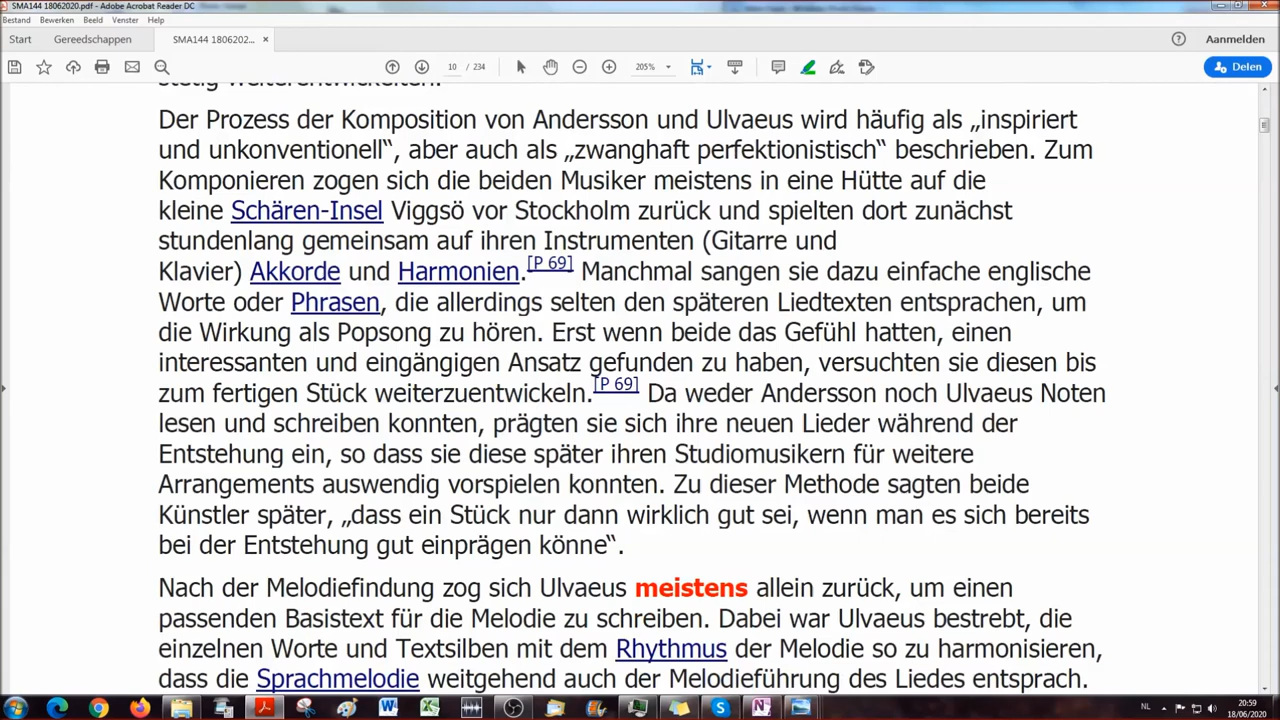 SMA144 18062020.pdf - Adobe Acrobat Reader DC
Bestand Bewerken Beeld Venster Help
Start Gereedschappen SMA144 1806202... × Aanmelden
10 / 234 205% Delen
stetig weiterentwickelten.
Der Prozess der Komposition von Andersson und Ulvaeus wird häufig als „inspiriert
und unkonventionell“, aber auch als „zwanghaft perfektionistisch“ beschrieben. Zum
Komponieren zogen sich die beiden Musiker meistens in eine Hütte auf die
kleine Schären-Insel Viggsö vor Stockholm zurück und spielten dort zunächst
stundenlang gemeinsam auf ihren Instrumenten (Gitarre und
Klavier) Akkorde und Harmonien.[P 69] Manchmal sangen sie dazu einfache englische
Worte oder Phrasen, die allerdings selten den späteren Liedtexten entsprachen, um
die Wirkung als Popsong zu hören. Erst wenn beide das Gefühl hatten, einen
interessanten und eingängigen Ansatz gefunden zu haben, versuchten sie diesen bis
zum fertigen Stück weiterzuentwickeln.[P 69] Da weder Andersson noch Ulvaeus Noten
lesen und schreiben konnten, prägten sie sich ihre neuen Lieder während der
Entstehung ein, so dass sie diese später ihren Studiomusikern für weitere
Arrangements auswendig vorspielen konnten. Zu dieser Methode sagten beide
Künstler später, „dass ein Stück nur dann wirklich gut sei, wenn man es sich bereits
bei der Entstehung gut einprägen könne“.
Nach der Melodiefindung zog sich Ulvaeus meistens allein zurück, um einen
passenden Basistext für die Melodie zu schreiben. Dabei war Ulvaeus bestrebt, die
einzelnen Worte und Textsilben mit dem Rhythmus der Melodie so zu harmonisieren,
dass die Sprachmelodie weitgehend auch der Melodieführung des Liedes entsprach.
NL 20:59
18/06/2020